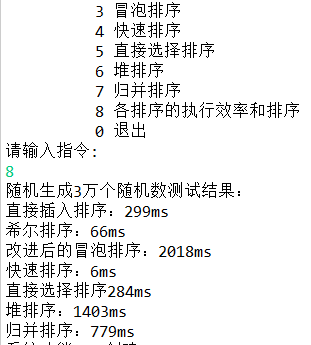 3 冒泡排序
4 快速排序
5 直接选择排序
6 堆排序
7 归并排序
8 各排序的执行效率和排序
0 退出
请输入指令:
8
随机生成3万个随机数测试结果:
直接插入排序: 299ms
希尔排序: 66ms
改进后的冒泡排序: 2018ms
快速排序: 6ms
直接选择排序284ms
堆排序: 1403ms
归并排序: 779ms